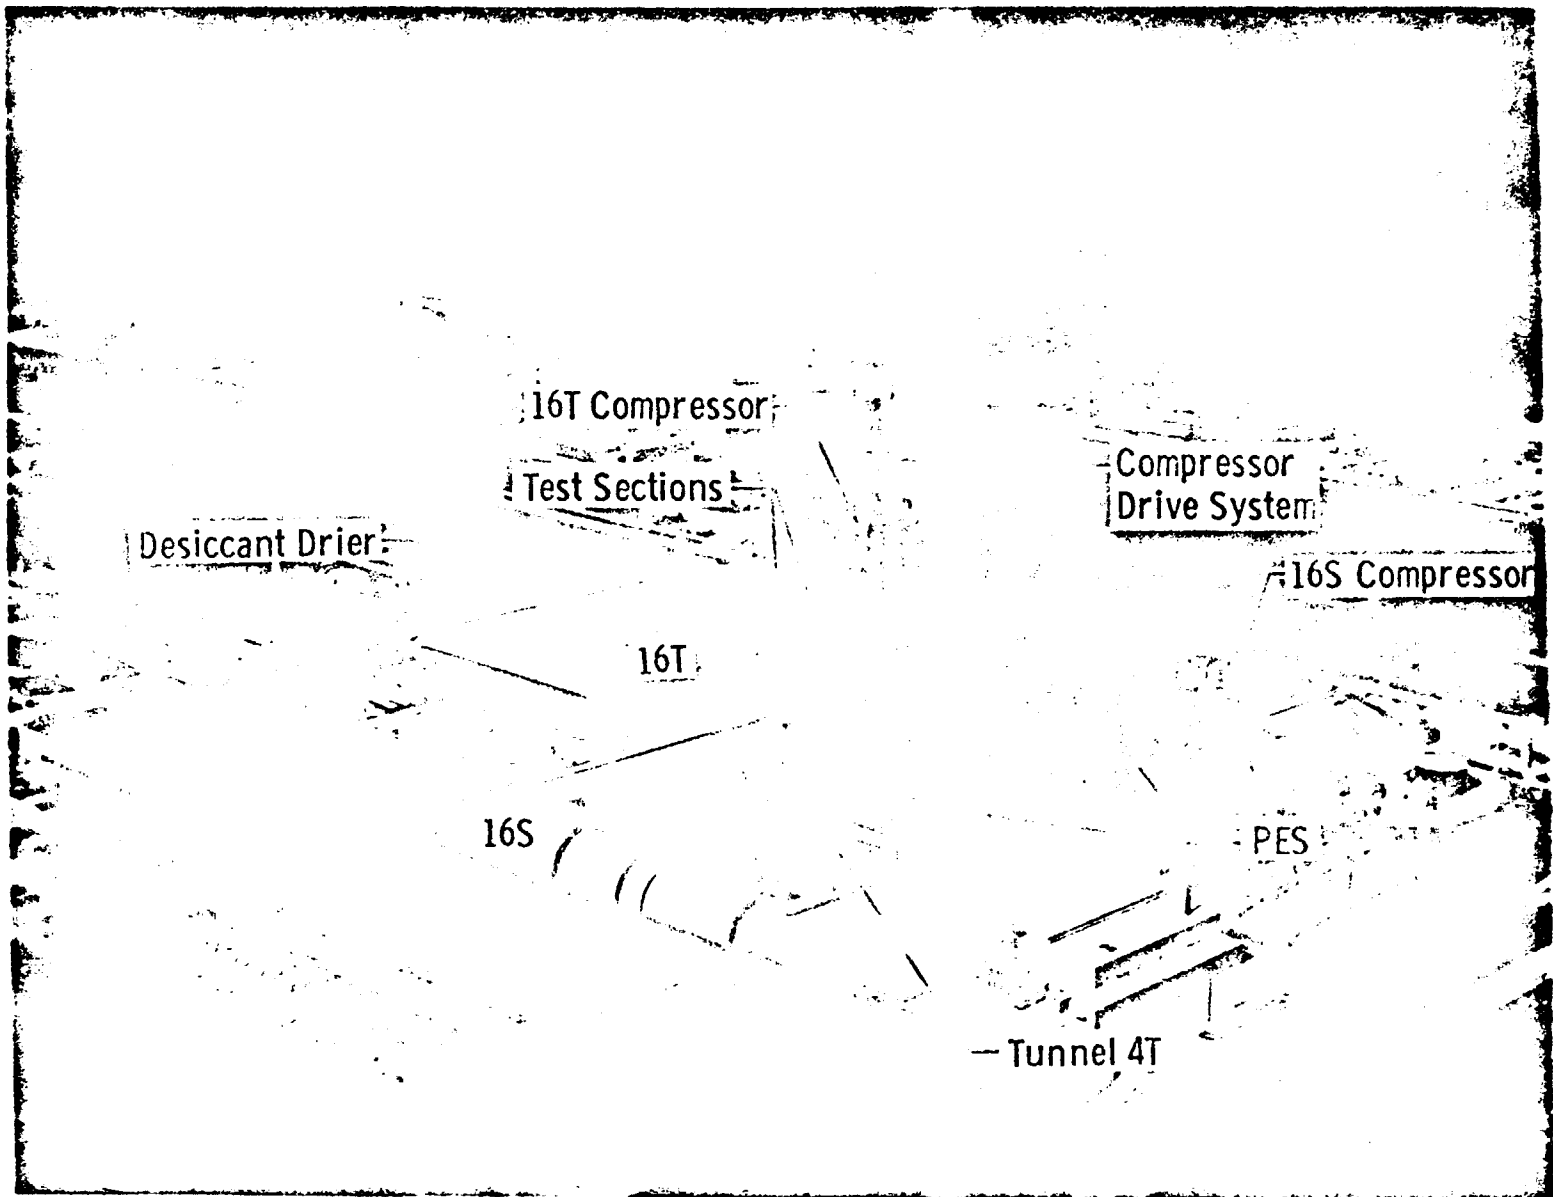 16T Compressor
Test Sections
Compressor
Drive System
Desiccant Drier
16S Compressor
16T
16S
PES
Tunnel 4T